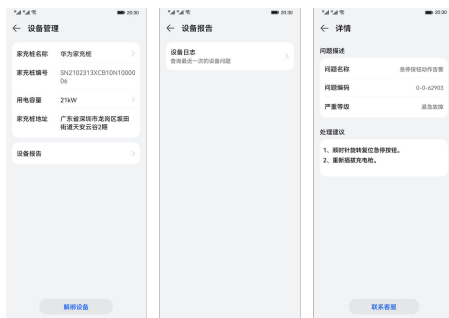 20:30
← 设备管理
家充桩名称 华为家充桩
家充桩编号 SN2102313XCB10N10000
06
用电容量 21kW
家充桩地址 广东省深圳市龙岗区坂田
街道天安云谷2期
设备报告
解绑设备
20:30
← 设备报告
设备日志
查询最近一次的设备问题
20:30
← 详情
问题描述
问题名称 急停按钮动作告警
问题编码 0-0-62903
严重等级 紧急故障
处理建议
1、顺时针旋转复位急停按钮。
2、重新插拔充电枪。
联系客服